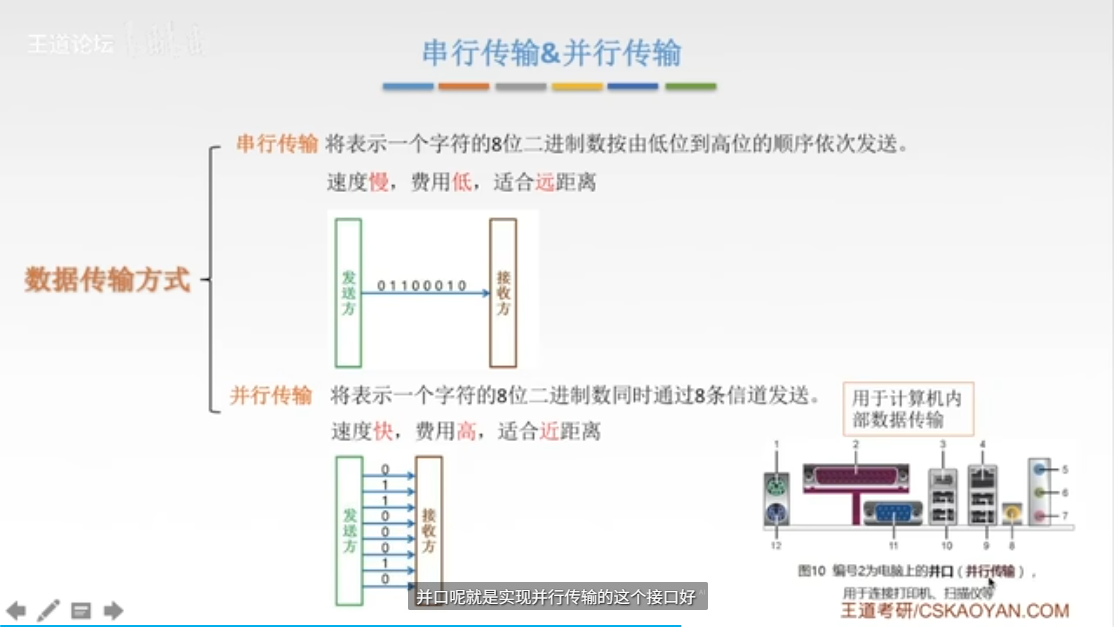 王道论坛
串行传输&并行传输
串行传输 将表示一个字符的8位二进制数按由低位到高位的顺序依次发送。
速度慢，费用低，适合远距离
发送方
01100010
接收方
数据传输方式
并行传输 将表示一个字符的8位二进制数同时通过8条信道发送。
速度快，费用高，适合近距离
用于计算机内
部数据传输
发送方
0
1
1
0
0
0
1
0
接收方
1 2 3 4
5
6
7
12 11 10 9 8
图10 编号2为电脑上的并口（并行传输），
用于连接打印机、扫描仪等
并口呢就是实现并行传输的这个接口好
王道考研/CSKAOYAN.COM